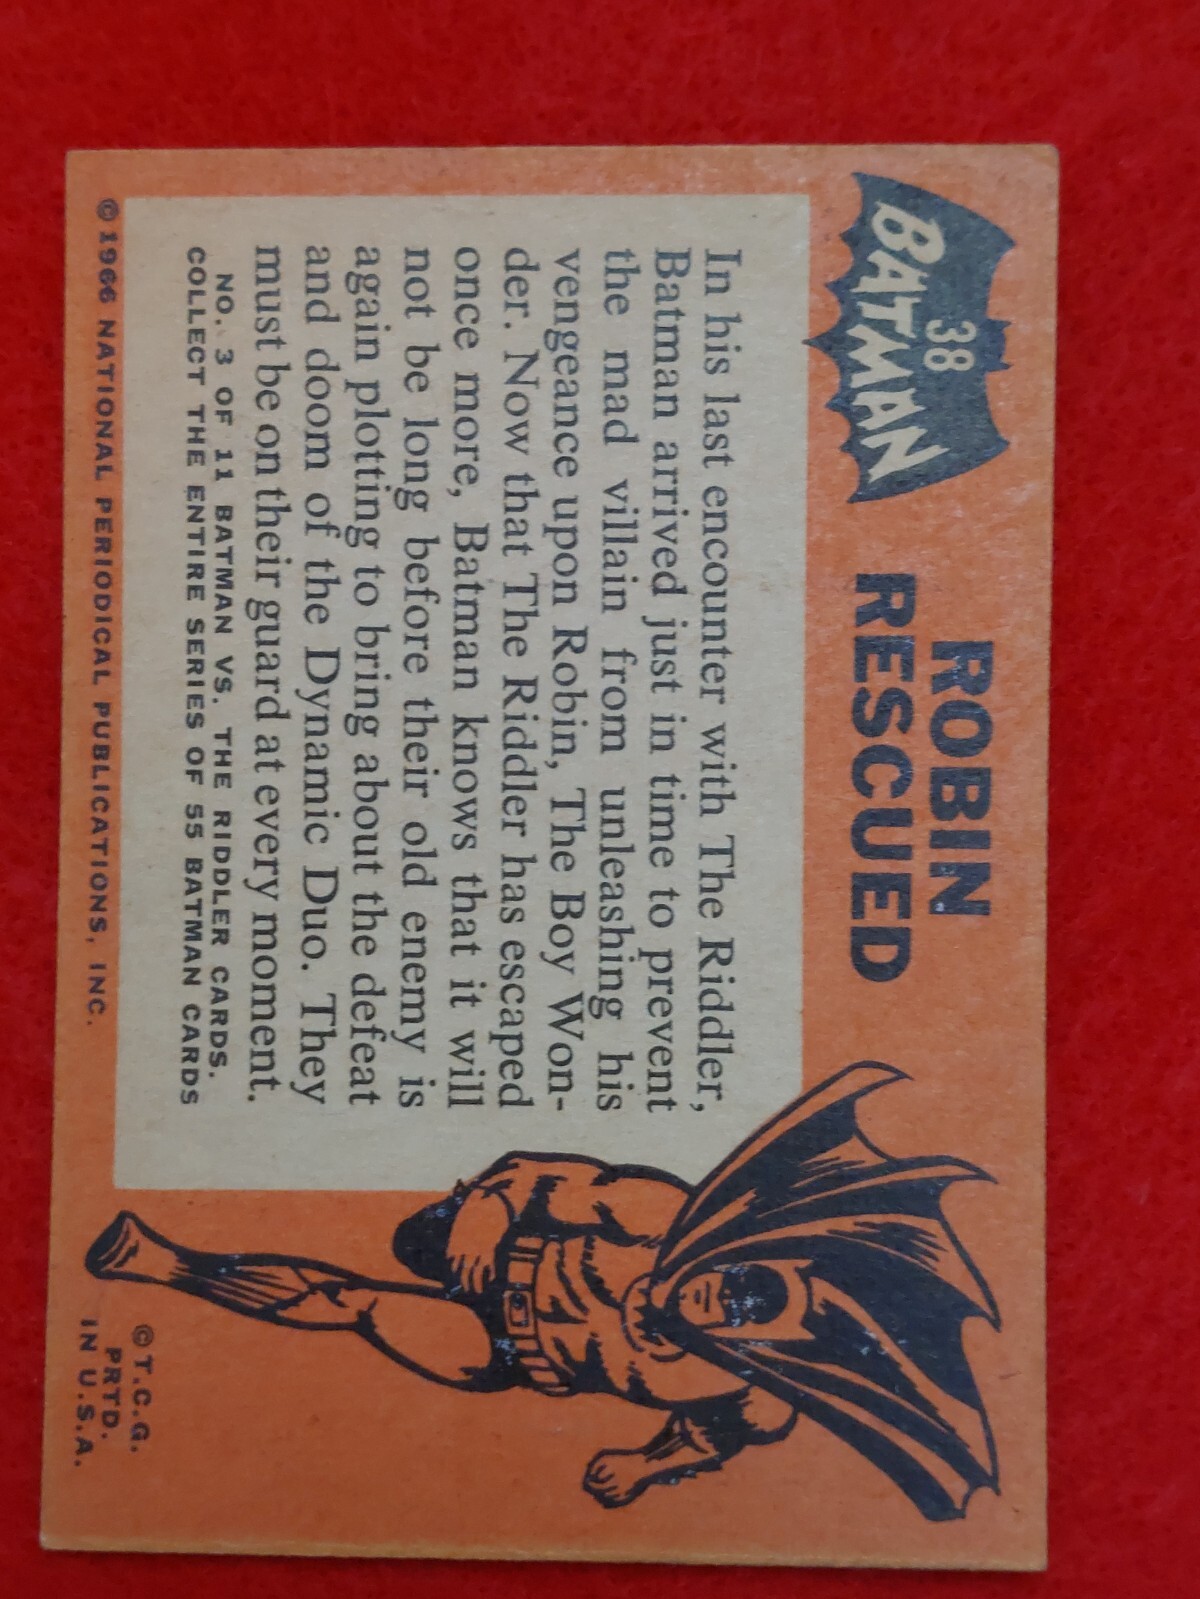 38
BATMAN
ROBIN
RESCUED
In his last encounter with The Riddler,
Batman arrived just in time to prevent
the mad villain from unleashing his
vengeance upon Robin, The Boy Won-
der. Now that The Riddler has escaped
once more, Batman knows that it will
not be long before their old enemy is
again plotting to bring about the defeat
and doom of the Dynamic Duo. They
must be on their guard at every moment.
NO. 3 OF 11 BATMAN VS. THE RIDDLER CARDS.
COLLECT THE ENTIRE SERIES OF 55 BATMAN CARDS
© 1966 NATIONAL PERIODICAL PUBLICATIONS, INC.
© T.C.G.
PRTD.
IN U.S.A.